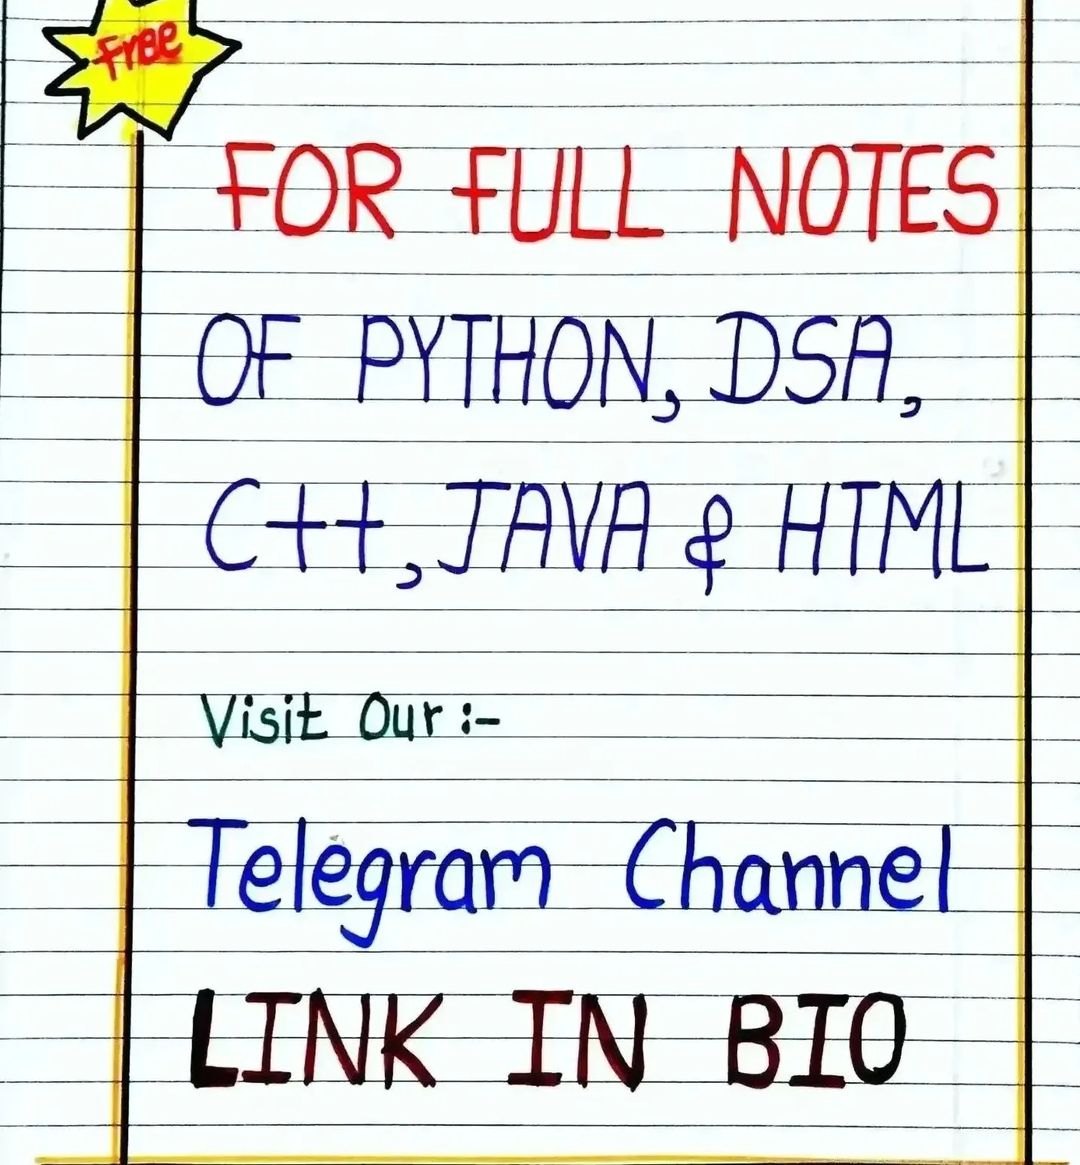 Free
FOR FULL NOTES
OF PYTHON, DSA,
C++, JAVA & HTML
Visit Our :-
Telegram Channel
LINK IN BIO